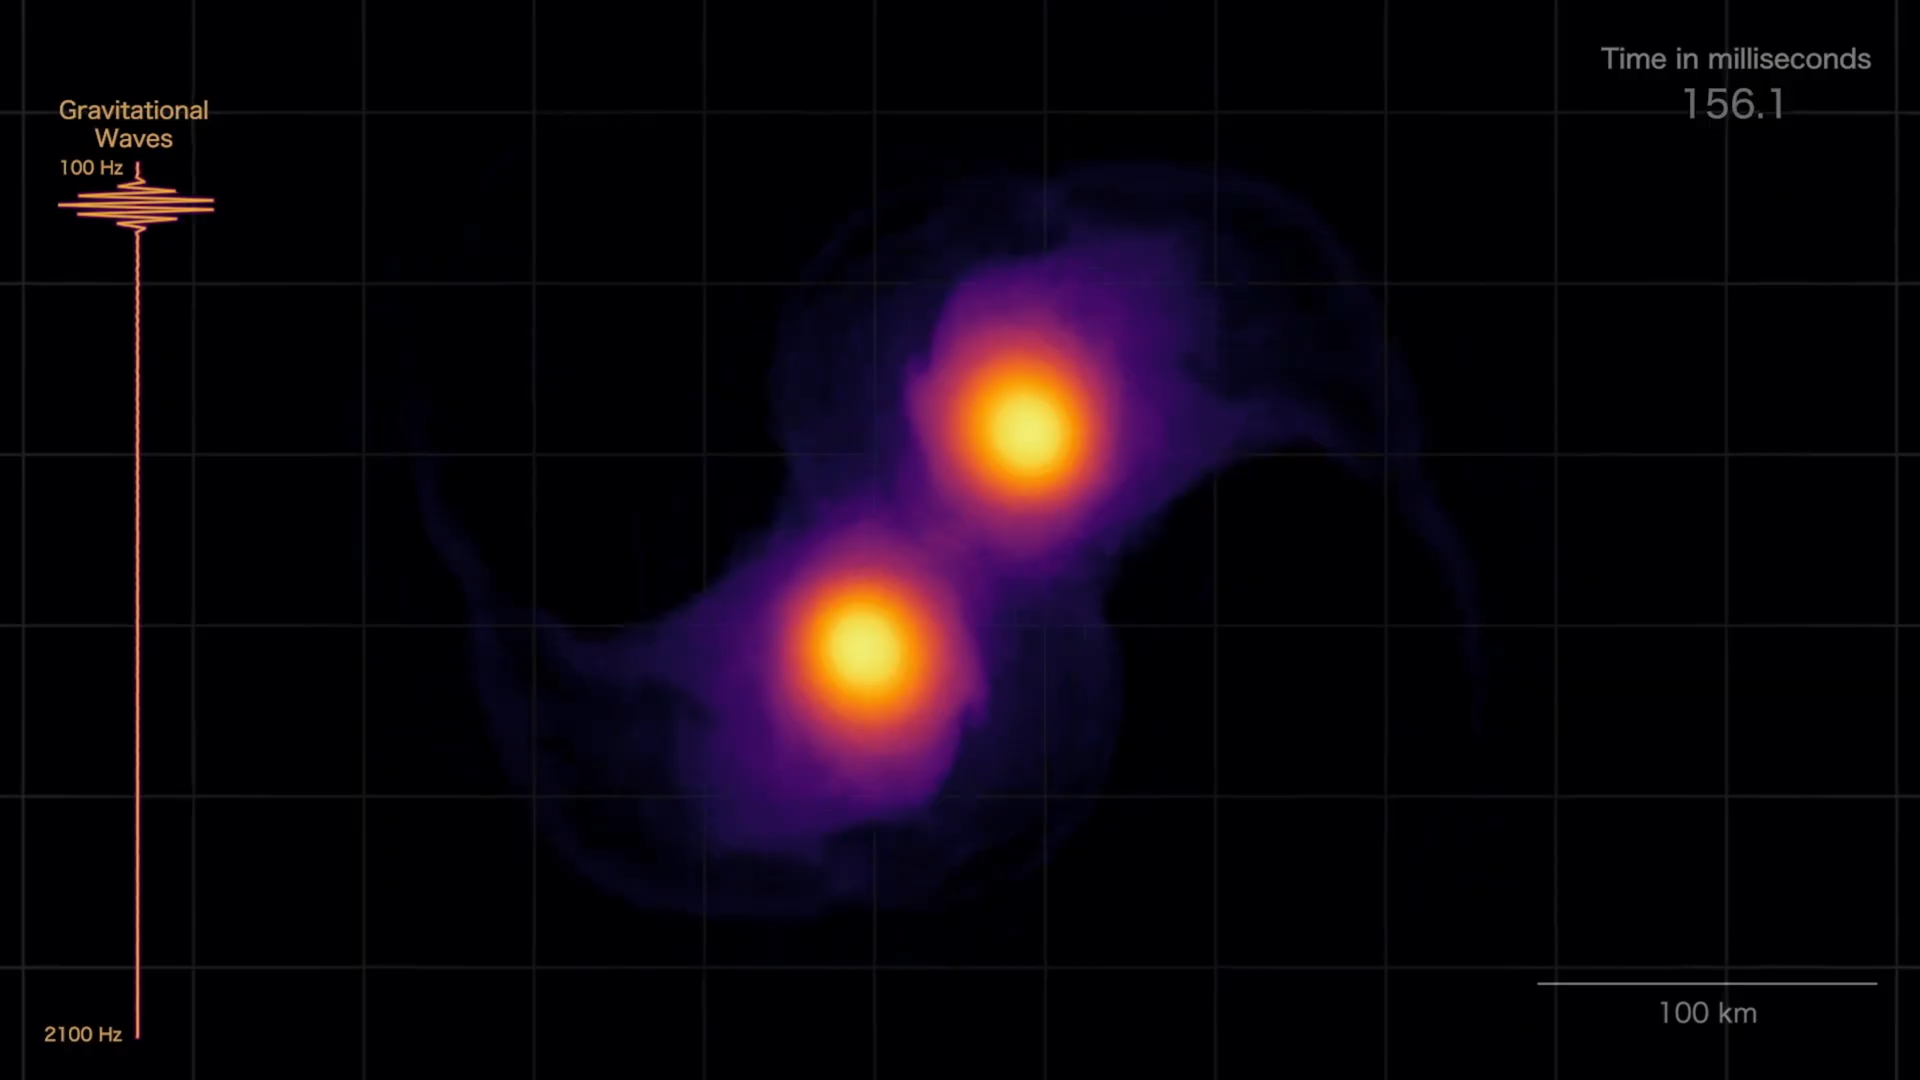 Gravitational
Waves
100 Hz
2100 Hz
Time in milliseconds
156.1
100 km